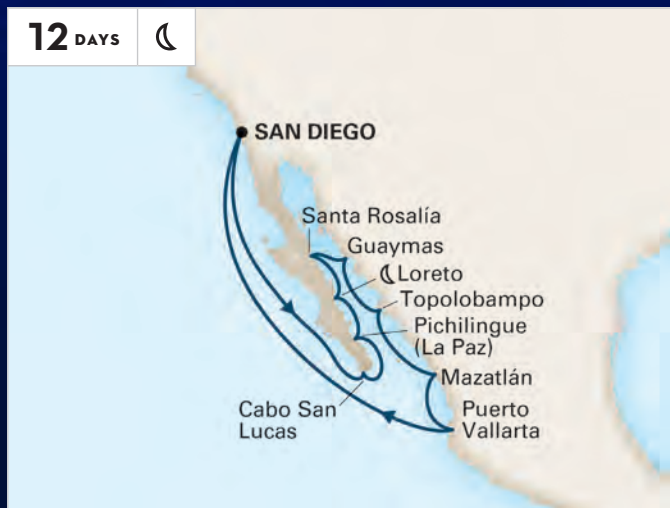 12 DAYS
SAN DIEGO
Santa Rosalía
Guaymas
Loreto
Topolobampo
Pichilingue
(La Paz)
Mazatlán
Cabo San
Lucas
Puerto
Vallarta